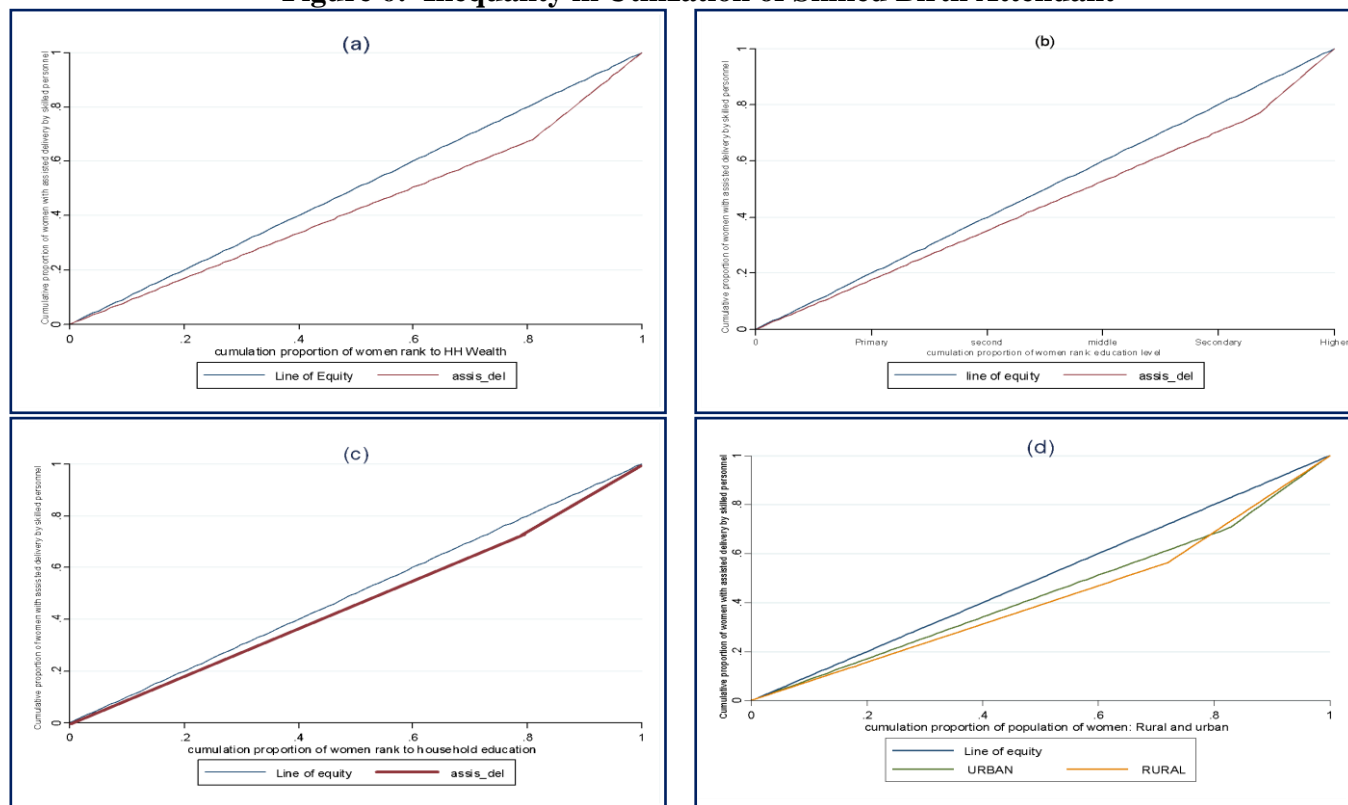 Figure 6: Inequality in Utilization of Skilled Birth Attendant
(a)
Cumulative proportion of women with assisted delivery by skilled personnel
0 .2 .4 .6 .8 1
0 .2 .4 .6 .8 1
cumulation proportion of women rank to HH Wealth
Line of Equity assis_del
(b)
Cumulative proportion of women with assisted delivery by skilled personnel
0 .2 .4 .6 .8 1
0 Primary second middle Secondary Higher
cumulation proportion of women rank education level
line of equity assis_del
(c)
Cumulative proportion of women with assisted delivery by skilled personnel
0 .2 .4 .6 .8 1
0 .2 .4 .6 .8 1
cumulation proportion of women rank to household education
Line of equity assis_del
(d)
Cumulative proportion of women with assisted delivery by skilled personnel
0 .2 .4 .6 .8 1
0 .2 .4 .6 .8 1
cumulation proportion of population of women: Rural and urban
Line of equity
URBAN RURAL